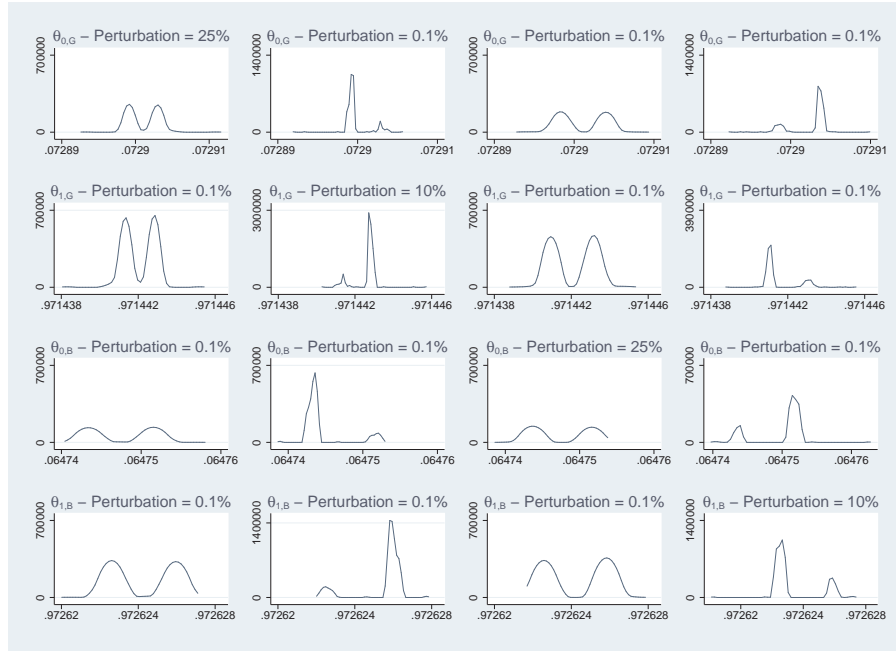 θ0,G – Perturbation = 25%
700000
0
.07289 .0729 .07291
θ0,G – Perturbation = 0.1%
1400000
0
.07289 .0729 .07291
θ0,G – Perturbation = 0.1%
700000
0
.07289 .0729 .07291
θ0,G – Perturbation = 0.1%
1400000
0
.07289 .0729 .07291
θ1,G – Perturbation = 0.1%
700000
0
.971438 .971442 .971446
θ1,G – Perturbation = 10%
3000000
0
.971438 .971442 .971446
θ1,G – Perturbation = 0.1%
700000
0
.971438 .971442 .971446
θ1,G – Perturbation = 0.1%
3900000
0
.971438 .971442 .971446
θ0,B – Perturbation = 0.1%
700000
0
.06474 .06475 .06476
θ0,B – Perturbation = 0.1%
700000
0
.06474 .06475 .06476
θ0,B – Perturbation = 25%
700000
0
.06474 .06475 .06476
θ0,B – Perturbation = 0.1%
700000
0
.06474 .06475 .06476
θ1,B – Perturbation = 0.1%
700000
0
.97262 .972624 .972628
θ1,B – Perturbation = 0.1%
1400000
0
.97262 .972624 .972628
θ1,B – Perturbation = 0.1%
700000
0
.97262 .972624 .972628
θ1,B – Perturbation = 10%
1400000
0
.97262 .972624 .972628